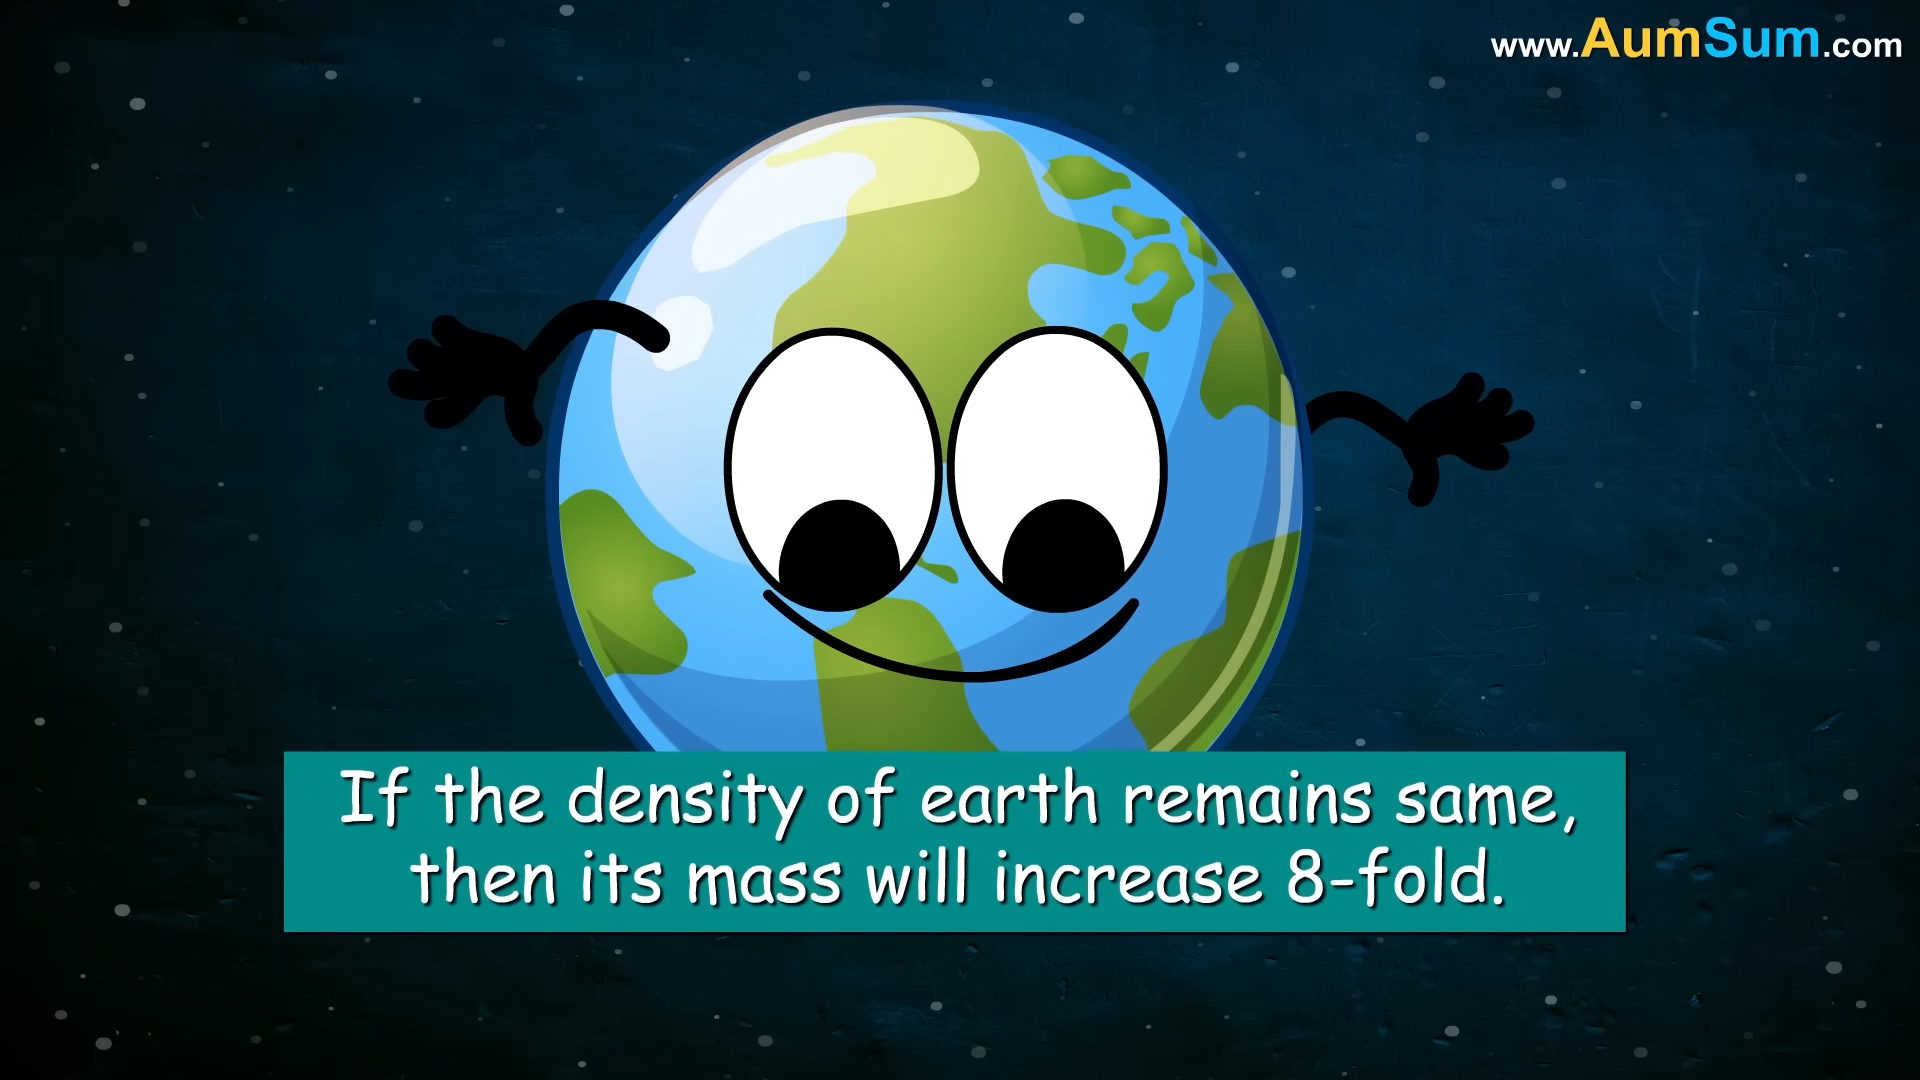 www.AumSum.com
If the density of earth remains same,
then its mass will increase 8-fold.